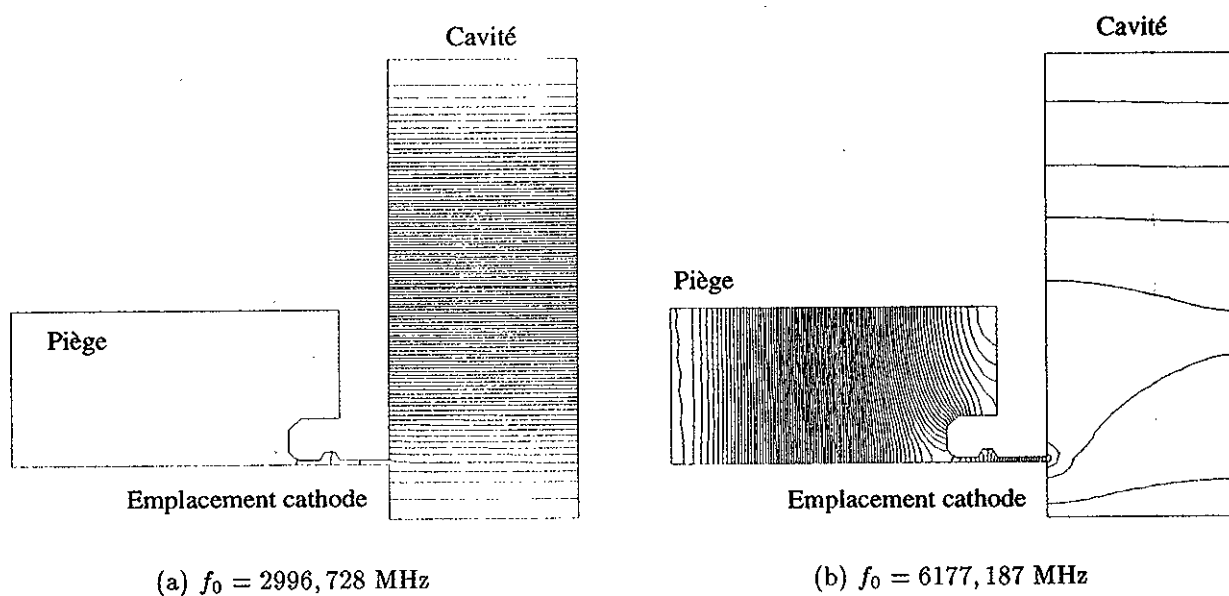 Cavité
Piège
Emplacement cathode
(a) f₀ = 2996,728 MHz
Cavité
Piège
Emplacement cathode
(b) f₀ = 6177,187 MHz